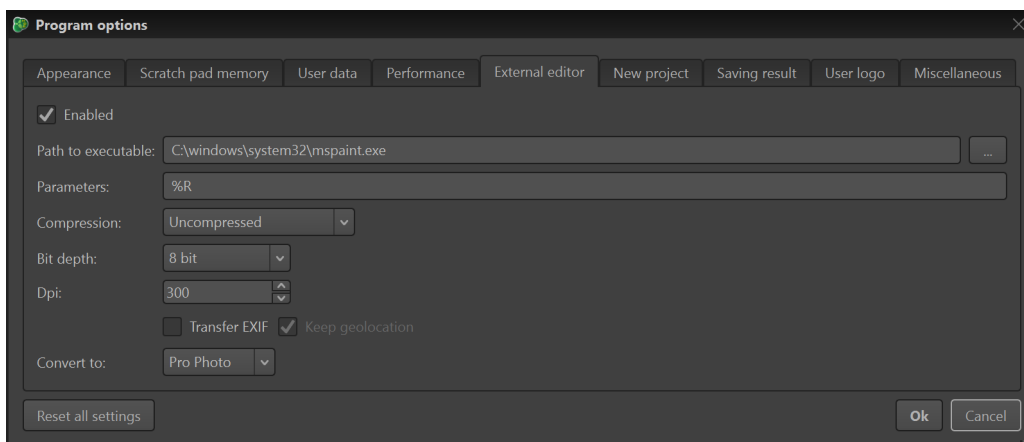 Program options
Appearance Scratch pad memory User data Performance External editor New project Saving result User logo Miscellaneous
Enabled
Path to executable: C:\windows\system32\mspaint.exe ...
Parameters: %R
Compression: Uncompressed
Bit depth: 8 bit
Dpi: 300
Transfer EXIF Keep geolocation
Convert to: Pro Photo
Reset all settings Ok Cancel